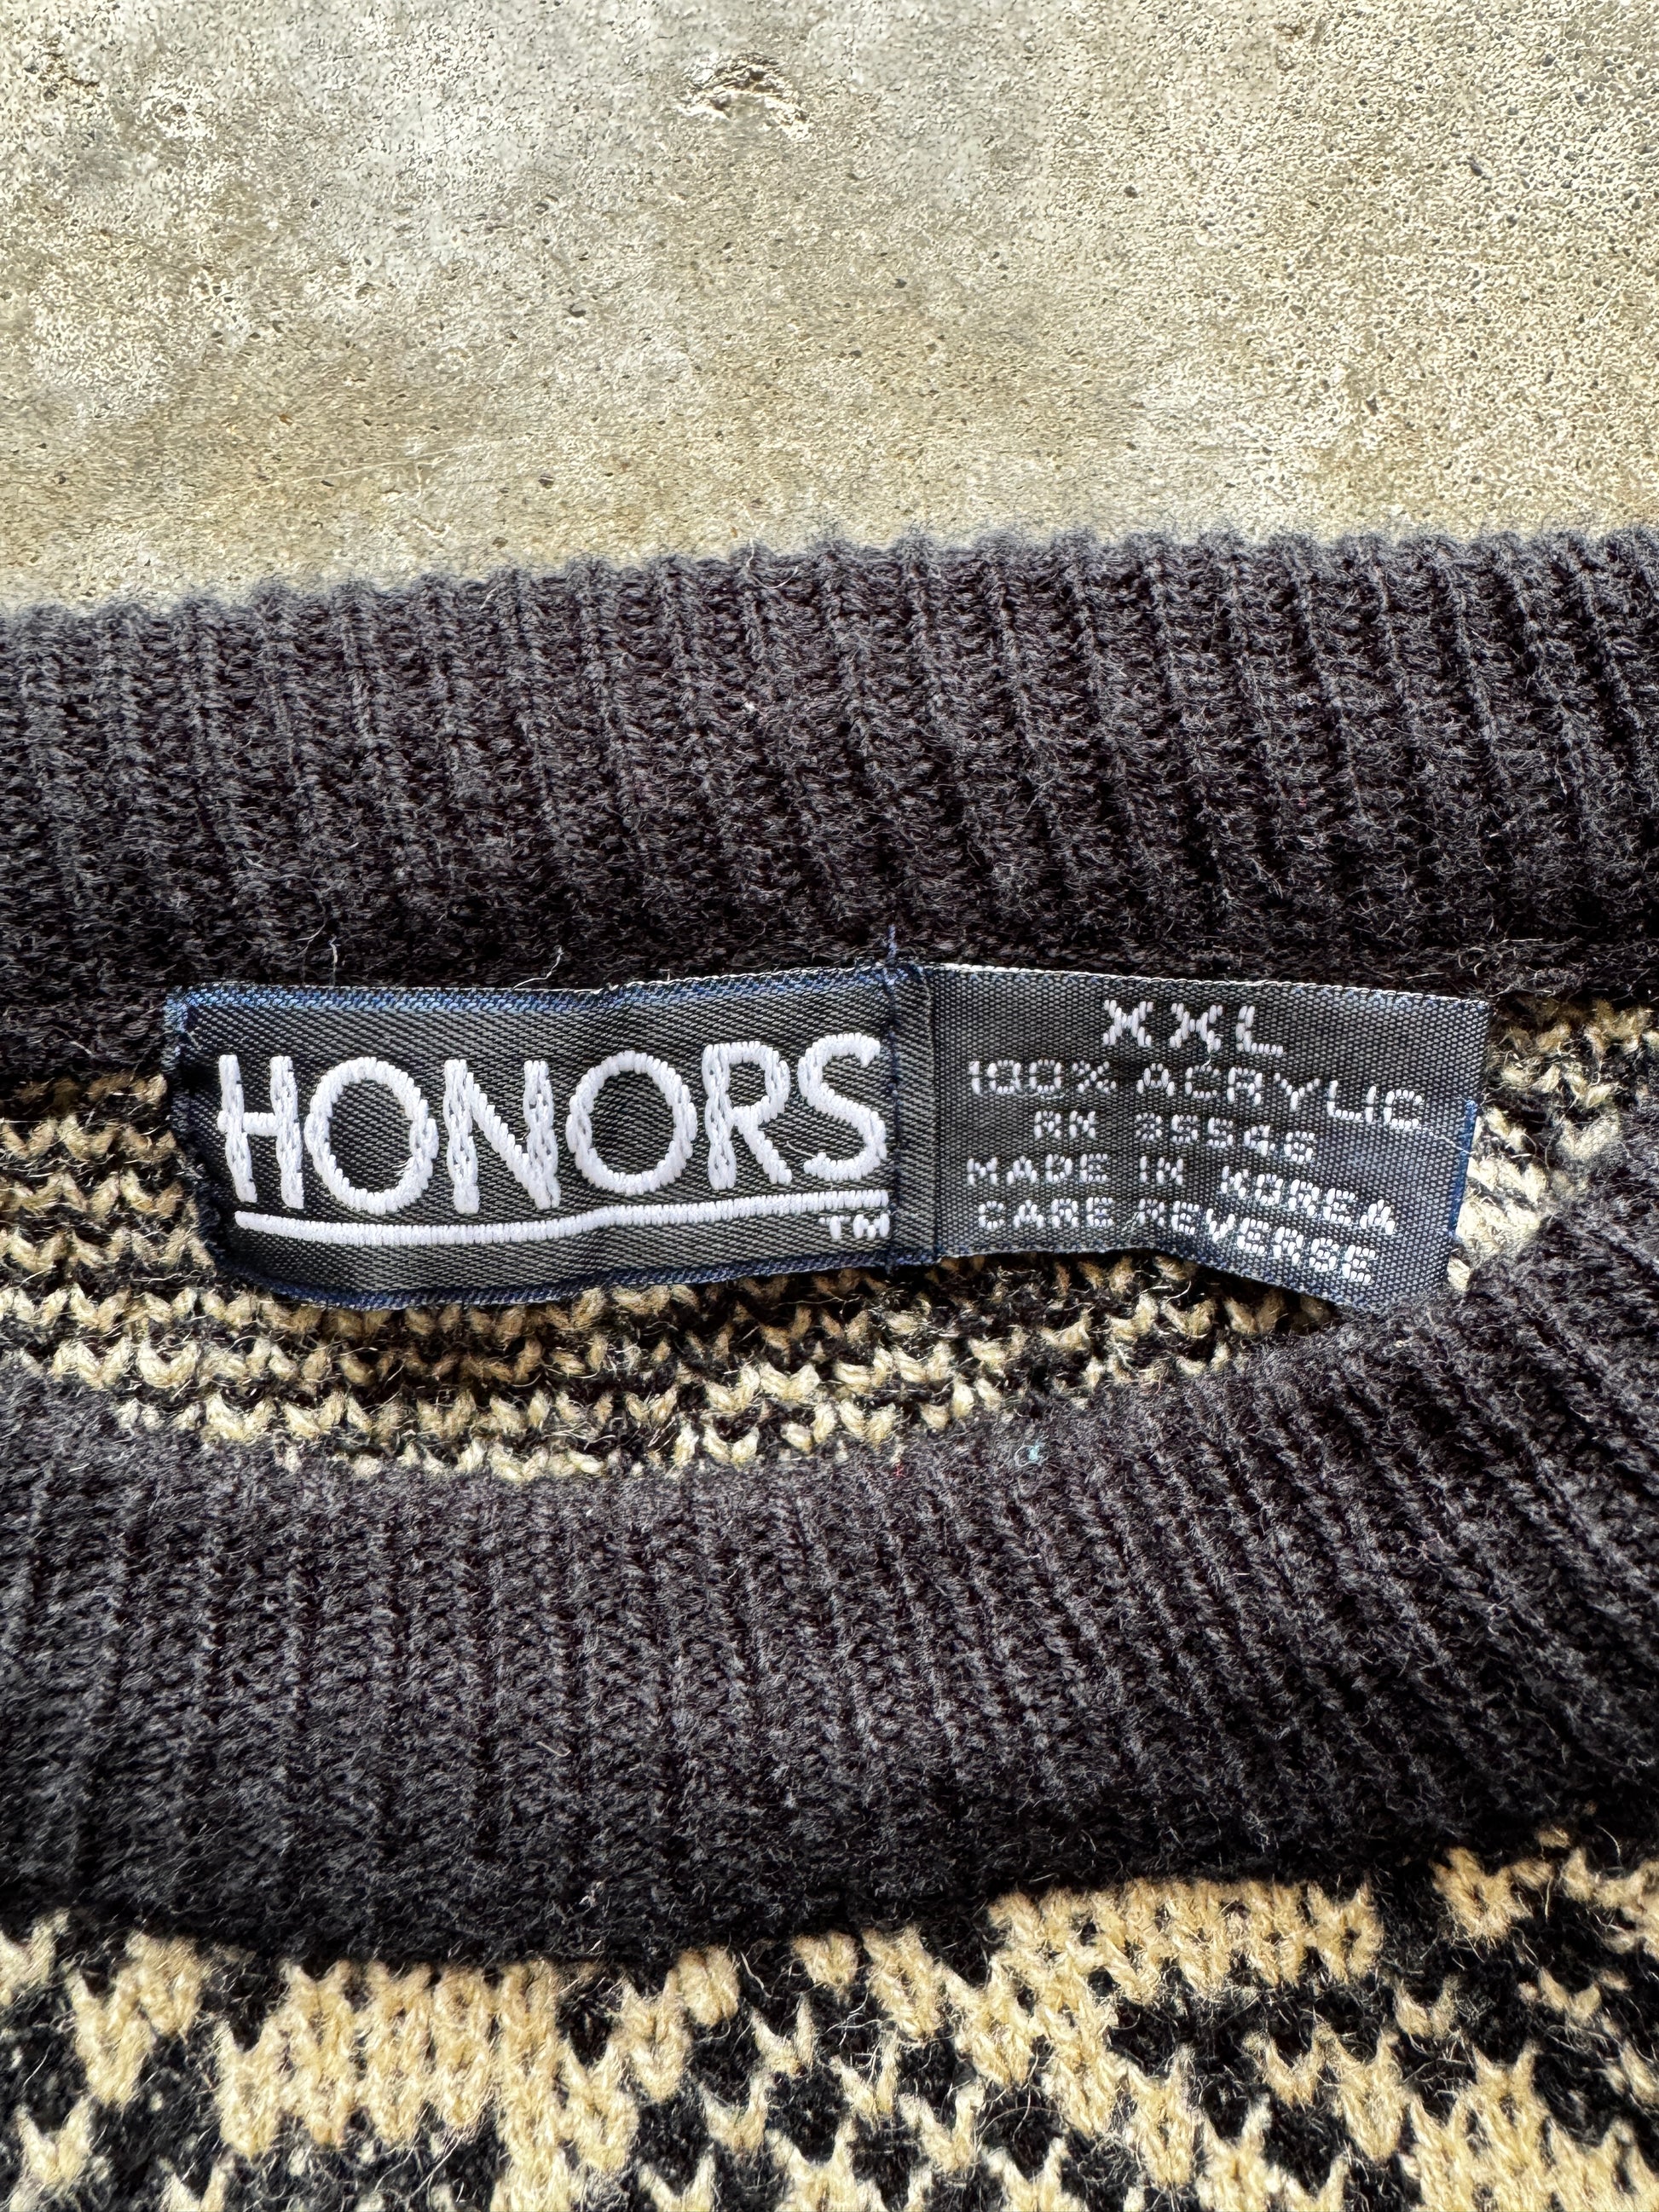 HONORS
TM
XXL
100% ACRYLIC
RN 35546
MADE IN KOREA
CARE REVERSE